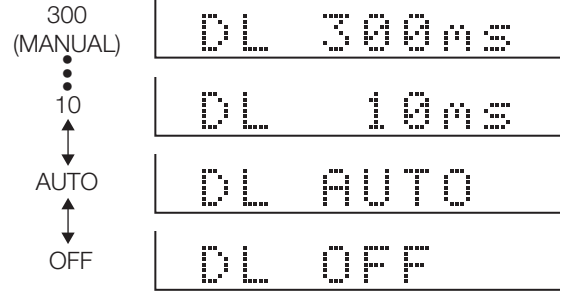 300
(MANUAL)
DL 300ms
10
DL 10ms
AUTO
DL AUTO
OFF
DL OFF